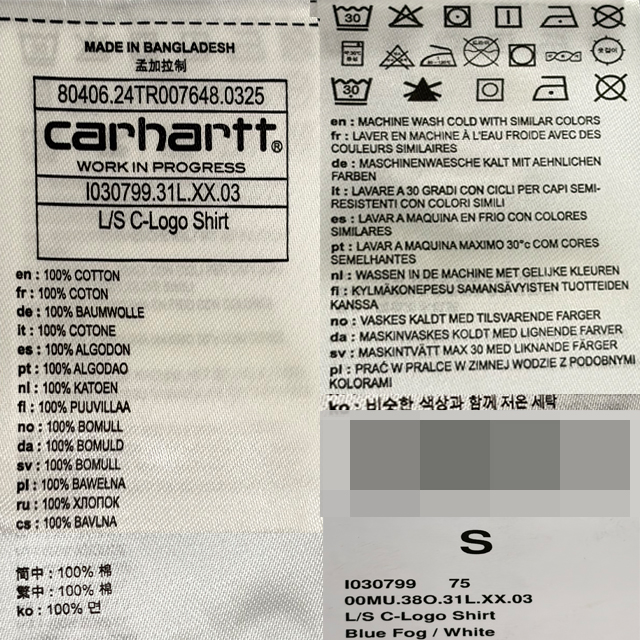 MADE IN BANGLADESH
孟加拉制
80406.24TR007648.0325
carhartt®
WORK IN PROGRESS
I030799.31L.XX.03
L/S C-Logo Shirt
en : 100% COTTON
fr : 100% COTON
de : 100% BAUMWOLLE
it : 100% COTONE
es : 100% ALGODON
pt : 100% ALGODAO
nl : 100% KATOEN
fi : 100% PUUVILLAA
no : 100% BOMULL
da : 100% BOMULD
sv : 100% BOMULL
pl : 100% BAWEŁNA
ru : 100% ХЛОПОК
cs : 100% BAVLNA
简中 : 100% 棉
繁中 : 100% 棉
ko : 100% 면
30
30
en : MACHINE WASH COLD WITH SIMILAR COLORS
fr : LAVER EN MACHINE À L'EAU FROIDE AVEC DES
COULEURS SIMILAIRES
de : MASCHINENWAESCHE KALT MIT AEHNLICHEN
FARBEN
it : LAVARE A 30 GRADI CON CICLI PER CAPI SEMI-
RESISTENTI CON COLORI SIMILI
es : LAVAR A MAQUINA EN FRIO CON COLORES
SIMILARES
pt : LAVAR A MAQUINA MAXIMO 30°c COM CORES
SEMELHANTES
nl : WASSEN IN DE MACHINE MET GELIJKE KLEUREN
fi : KYLMÄKONEPESU SAMANSÄVYISTEN TUOTTEIDEN
KANSSA
no : VASKES KALDT MED TILSVARENDE FARGER
da : MASKINVASKES KOLDT MED LIGNENDE FARVER
sv : MASKINTVÄTT MAX 30 MED LIKNANDE FÄRGER
pl : PRAĆ W PRALCE W ZIMNEJ WODZIE Z PODOBNYMI
KOLORAMI
ko : 비슷한 색상과 함께 저온 세탁
S
I030799 75
00MU.38O.31L.XX.03
L/S C-Logo Shirt
Blue Fog / White